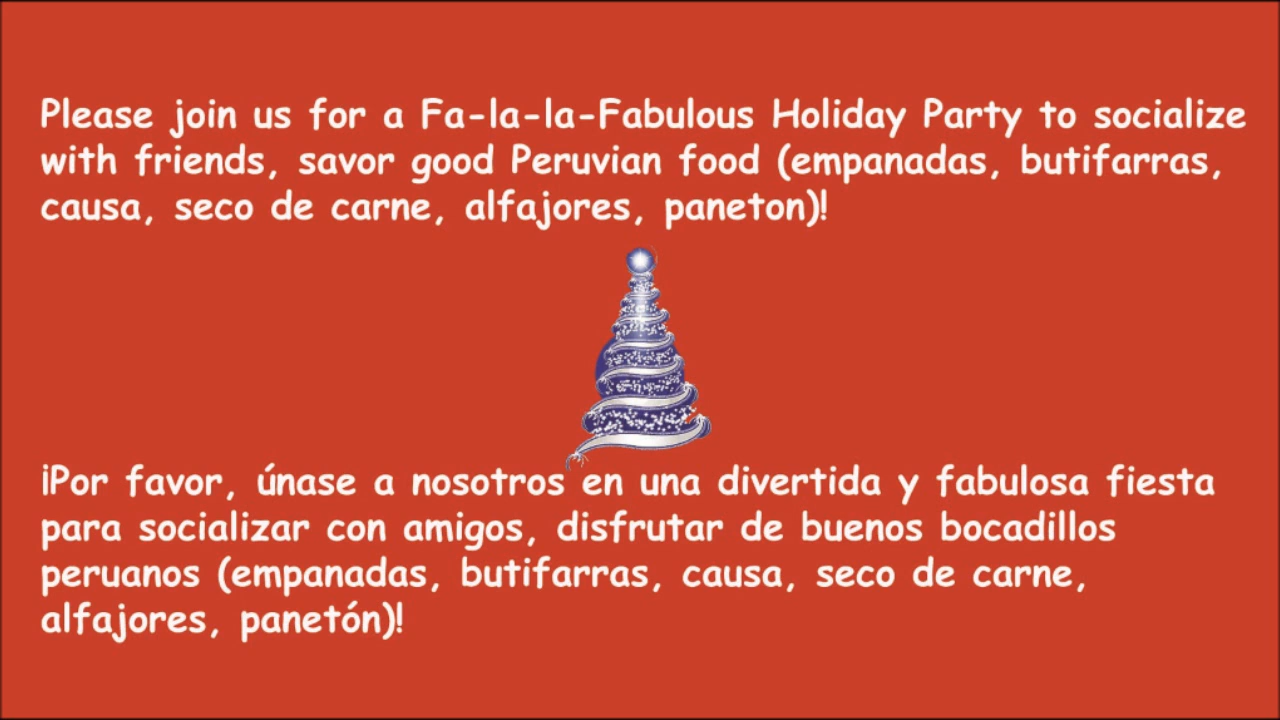 Please join us for a Fa-la-la-Fabulous Holiday Party to socialize
with friends, savor good Peruvian food (empanadas, butifarras,
causa, seco de carne, alfajores, paneton)!
¡Por favor, únase a nosotros en una divertida y fabulosa fiesta
para socializar con amigos, disfrutar de buenos bocadillos
peruanos (empanadas, butifarras, causa, seco de carne,
alfajores, panetón)!